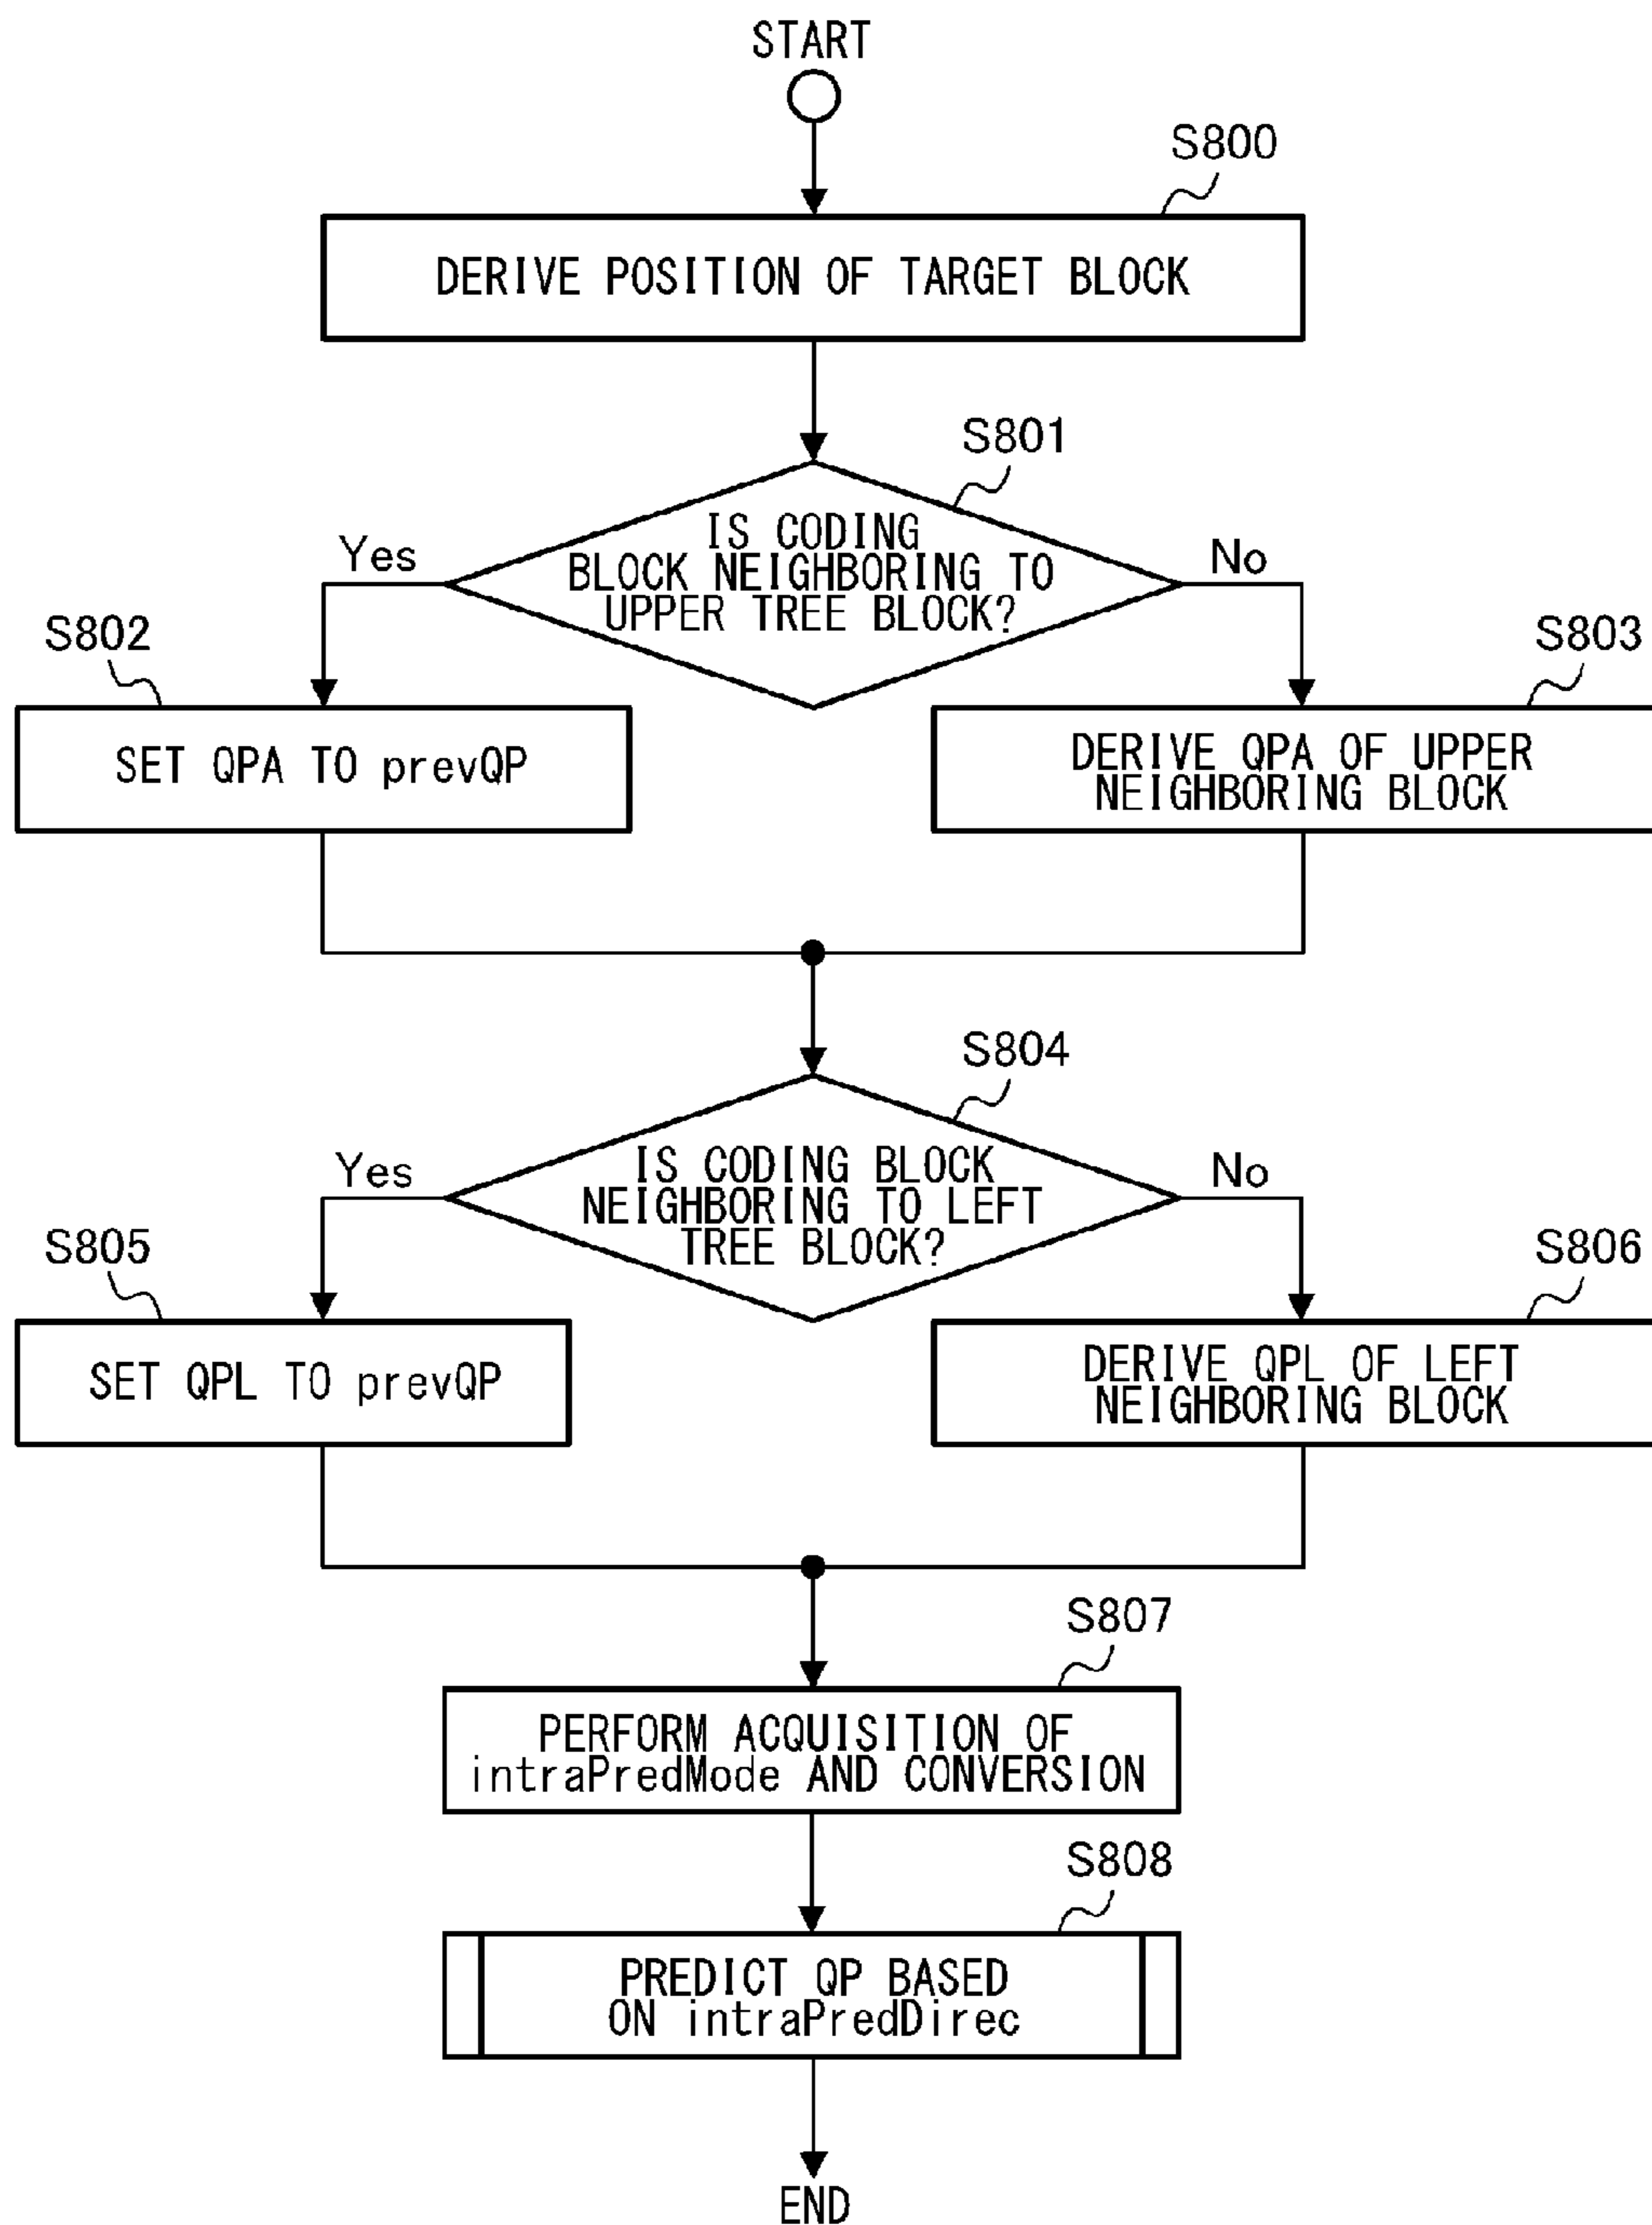 START
S800
DERIVE POSITION OF TARGET BLOCK
S801
IS CODING
BLOCK NEIGHBORING TO
UPPER TREE BLOCK?
Yes
No
S802
S803
SET QPA TO prevQP
DERIVE QPA OF UPPER
NEIGHBORING BLOCK
S804
IS CODING BLOCK
NEIGHBORING TO LEFT
TREE BLOCK?
Yes
No
S805
S806
SET QPL TO prevQP
DERIVE QPL OF LEFT
NEIGHBORING BLOCK
S807
PERFORM ACQUISITION OF
intraPredMode AND CONVERSION
S808
PREDICT QP BASED
ON intraPredDirec
END